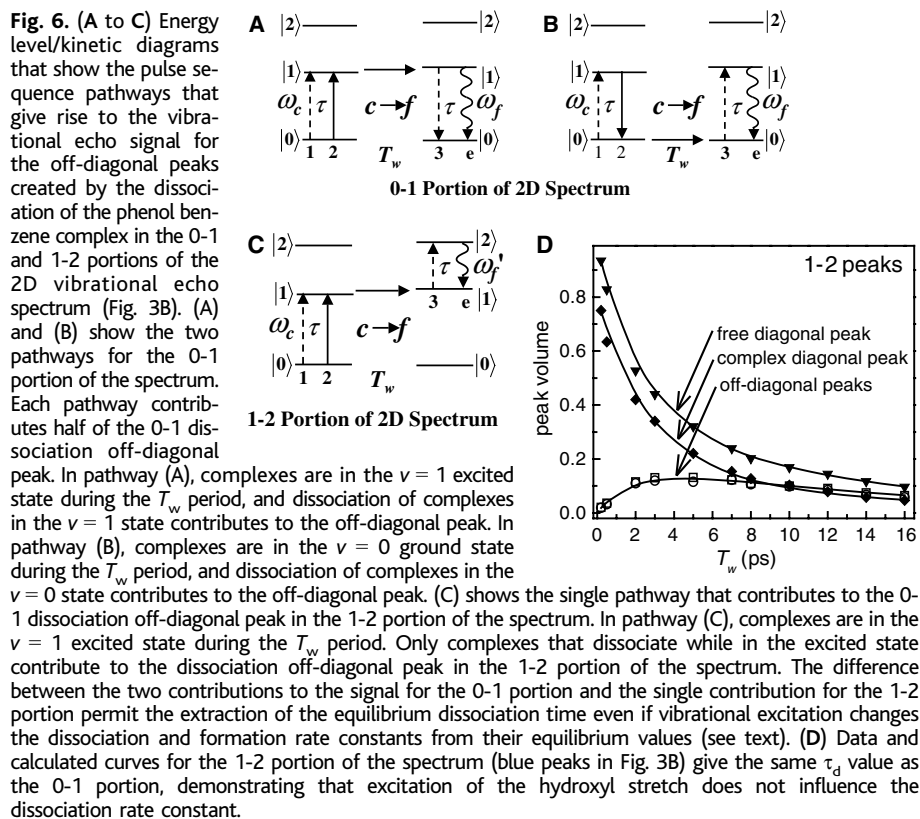 Fig. 6. (A to C) Energy
level/kinetic diagrams
that show the pulse se-
quence pathways that
give rise to the vibra-
tional echo signal for
the off-diagonal peaks
created by the dissoci-
ation of the phenol ben-
zene complex in the 0-1
and 1-2 portions of the
2D vibrational echo
spectrum (Fig. 3B). (A)
and (B) show the two
pathways for the 0-1
portion of the spectrum.
Each pathway contrib-
utes half of the 0-1 dis-
sociation off-diagonal
peak. In pathway (A), complexes are in the v = 1 excited
state during the Tw period, and dissociation of complexes
in the v = 1 state contributes to the off-diagonal peak. In
pathway (B), complexes are in the v = 0 ground state
during the Tw period, and dissociation of complexes in the
v = 0 state contributes to the off-diagonal peak. (C) shows the single pathway that contributes to the 0-
1 dissociation off-diagonal peak in the 1-2 portion of the spectrum. In pathway (C), complexes are in the
v = 1 excited state during the Tw period. Only complexes that dissociate while in the excited state
contribute to the dissociation off-diagonal peak in the 1-2 portion of the spectrum. The difference
between the two contributions to the signal for the 0-1 portion and the single contribution for the 1-2
portion permit the extraction of the equilibrium dissociation time even if vibrational excitation changes
the dissociation and formation rate constants from their equilibrium values (see text). (D) Data and
calculated curves for the 1-2 portion of the spectrum (blue peaks in Fig. 3B) give the same τd value as
the 0-1 portion, demonstrating that excitation of the hydroxyl stretch does not influence the
dissociation rate constant.
A
|2⟩ |2⟩
|1⟩ |1⟩
ωc τ c→f τ ωf
|0⟩ |0⟩
1 2 Tw 3 e
B
|2⟩ |2⟩
|1⟩ |1⟩
ωc τ c→f τ ωf
|0⟩ |0⟩
1 2 Tw 3 e
0-1 Portion of 2D Spectrum
C
|2⟩ |2⟩
τ ωf'
|1⟩ 3 e |1⟩
ωc τ c→f
|0⟩ |0⟩
1 2 Tw
1-2 Portion of 2D Spectrum
D
1-2 peaks
free diagonal peak
complex diagonal peak
off-diagonal peaks
peak volume
0.8
0.6
0.4
0.2
0.0
0 2 4 6 8 10 12 14 16
Tw (ps)